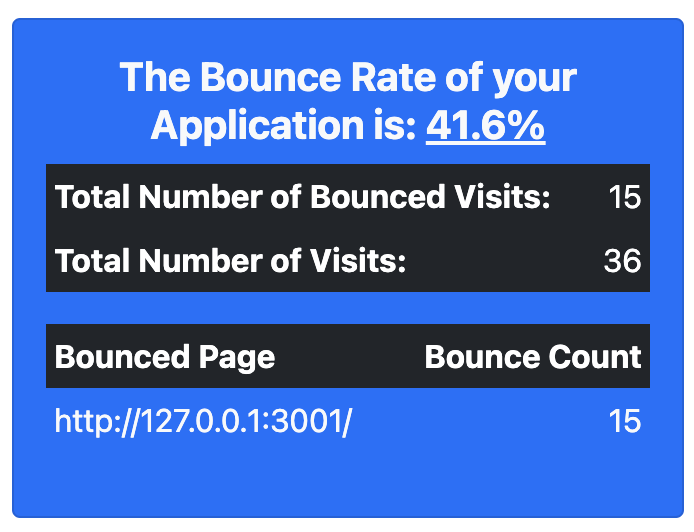 The Bounce Rate of your
Application is: 41.6%
Total Number of Bounced Visits: 15
Total Number of Visits: 36
Bounced Page Bounce Count
http://127.0.0.1:3001/ 15